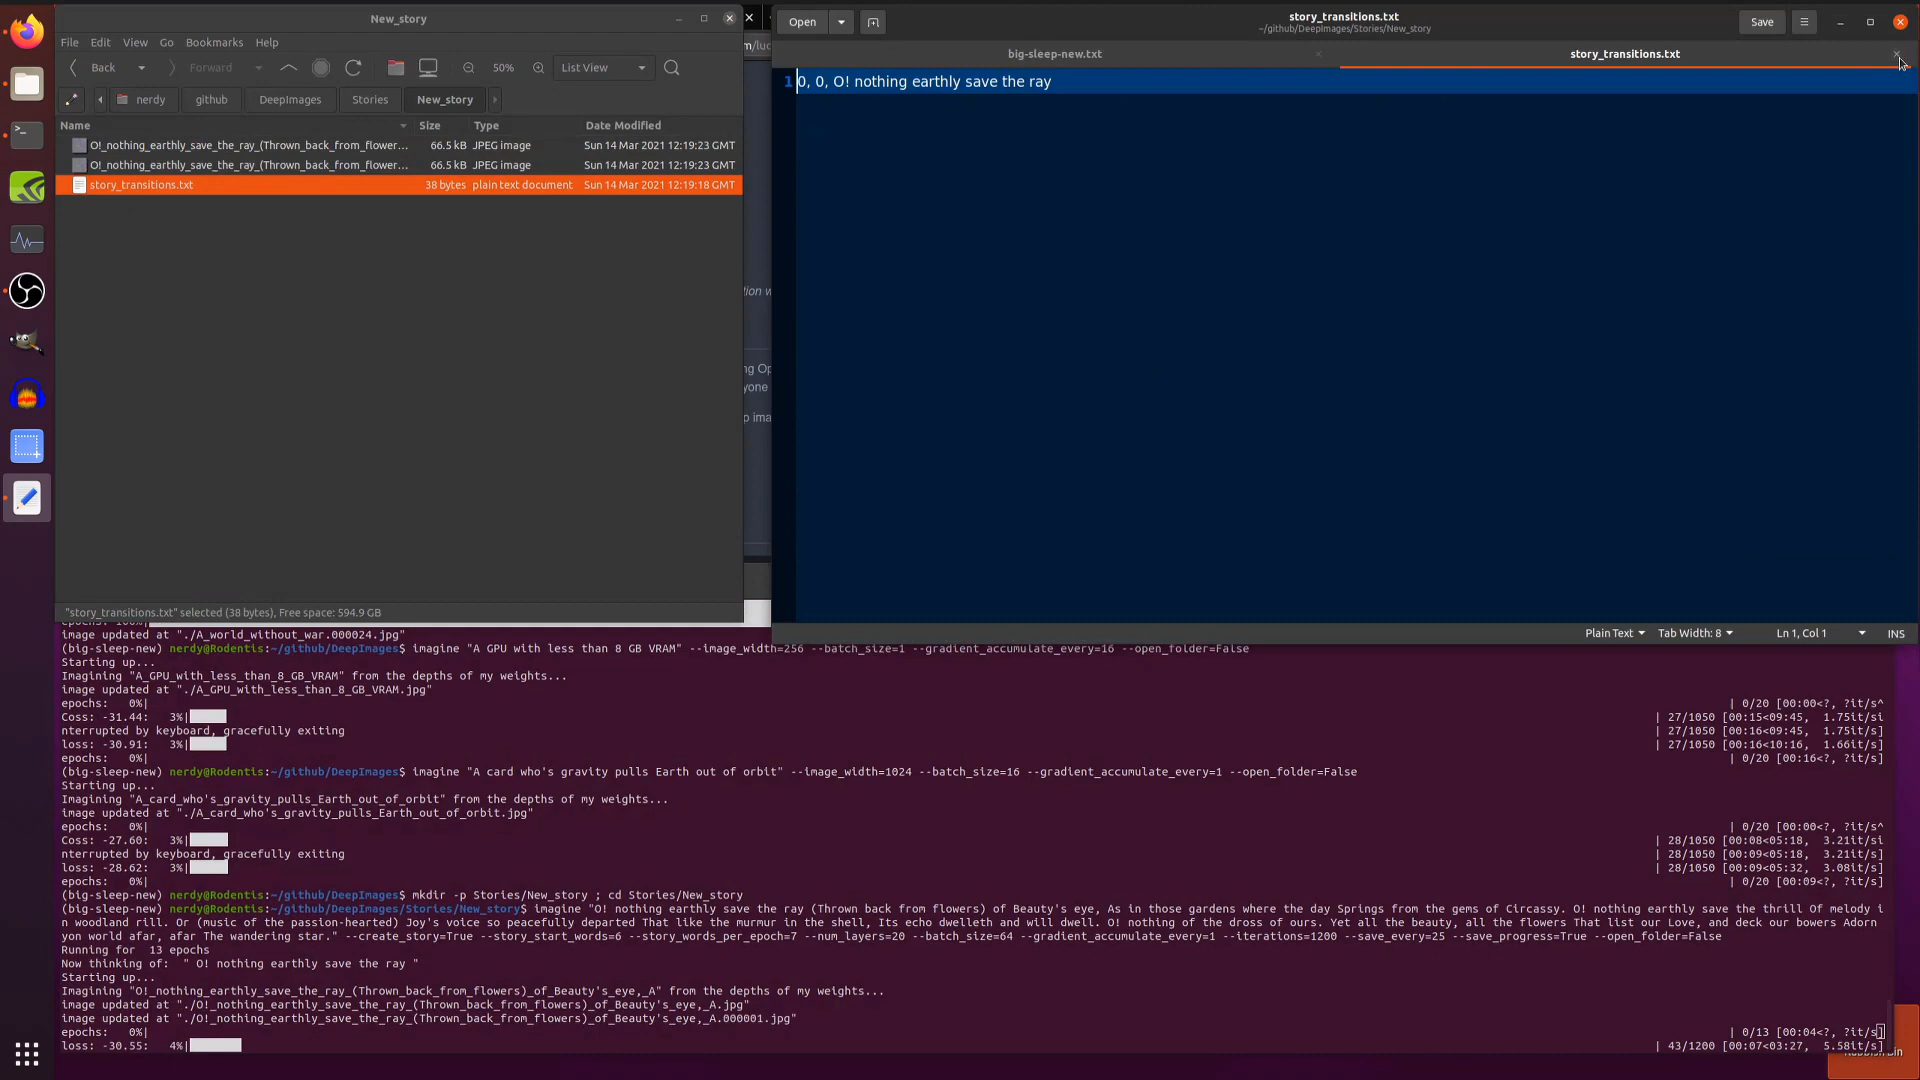 New_story
File Edit View Go Bookmarks Help
Back Forward 50% List View
nerdy github DeepImages Stories New_story
Name Size Type Date Modified
O!_nothing_earthly_save_the_ray_(Thrown_back_from_flower... 66.5 kB JPEG image Sun 14 Mar 2021 12:19:23 GMT
O!_nothing_earthly_save_the_ray_(Thrown_back_from_flower... 66.5 kB JPEG image Sun 14 Mar 2021 12:19:23 GMT
story_transitions.txt 38 bytes plain text document Sun 14 Mar 2021 12:19:18 GMT
"story_transitions.txt" selected (38 bytes), Free space: 594.9 GB
m/luc
tion w
ng Op
yone
p ima
Open story_transitions.txt Save
~/github/DeepImages/Stories/New_story
big-sleep-new.txt story_transitions.txt
1 0, 0, O! nothing earthly save the ray
Plain Text Tab Width: 8 Ln 1, Col 1 INS
epochs: 100%|
image updated at "./A_world_without_war.000024.jpg"
(big-sleep-new) nerdy@Rodentis:~/github/DeepImages$ imagine "A GPU with less than 8 GB VRAM" --image_width=256 --batch_size=1 --gradient_accumulate_every=16 --open_folder=False
Starting up...
Imagining "A_GPU_with_less_than_8_GB_VRAM" from the depths of my weights...
image updated at "./A_GPU_with_less_than_8_GB_VRAM.jpg"
epochs: 0%| | 0/20 [00:00<?, ?it/s^
Coss: -31.44: 3%| | 27/1050 [00:15<09:45, 1.75it/si
nterrupted by keyboard, gracefully exiting | 27/1050 [00:15<09:45, 1.75it/s]
loss: -30.91: 3%| | 27/1050 [00:16<10:16, 1.66it/s]
epochs: 0%| | 0/20 [00:16<?, ?it/s]
(big-sleep-new) nerdy@Rodentis:~/github/DeepImages$ imagine "A card who's gravity pulls Earth out of orbit" --image_width=1024 --batch_size=16 --gradient_accumulate_every=1 --open_folder=False
Starting up...
Imagining "A_card_who's_gravity_pulls_Earth_out_of_orbit" from the depths of my weights...
image updated at "./A_card_who's_gravity_pulls_Earth_out_of_orbit.jpg"
epochs: 0%| | 0/20 [00:00<?, ?it/s^
Coss: -27.60: 3%| | 28/1050 [00:08<05:18, 3.21it/s]
nterrupted by keyboard, gracefully exiting | 28/1050 [00:09<05:18, 3.21it/s]
loss: -28.62: 3%| | 28/1050 [00:09<05:32, 3.08it/s]
epochs: 0%| | 0/20 [00:09<?, ?it/s]
(big-sleep-new) nerdy@Rodentis:~/github/DeepImages$ mkdir -p Stories/New_story ; cd Stories/New_story
(big-sleep-new) nerdy@Rodentis:~/github/DeepImages/Stories/New_story$ imagine "O! nothing earthly save the ray (Thrown back from flowers) of Beauty's eye, As in those gardens where the day Springs from the gems of Circassy. O! nothing earthly save the thrill Of melody i
n woodland rill. Or (music of the passion-hearted) Joy's voice so peacefully departed That like the murmur in the shell, Its echo dwelleth and will dwell. O! nothing of the dross of ours. Yet all the beauty, all the flowers That list our Love, and deck our bowers Adorn
yon world afar, afar The wandering star." --create_story=True --story_start_words=6 --story_words_per_epoch=7 --num_layers=20 --batch_size=64 --gradient_accumulate_every=1 --iterations=1200 --save_every=25 --save_progress=True --open_folder=False
Running for 13 epochs
Now thinking of: " O! nothing earthly save the ray "
Starting up...
Imagining "O!_nothing_earthly_save_the_ray_(Thrown_back_from_flowers)_of_Beauty's_eye,_A" from the depths of my weights...
image updated at "./O!_nothing_earthly_save_the_ray_(Thrown_back_from_flowers)_of_Beauty's_eye,_A.jpg"
image updated at "./O!_nothing_earthly_save_the_ray_(Thrown_back_from_flowers)_of_Beauty's_eye,_A.000001.jpg"
epochs: 0%| | 0/13 [00:04<?, ?it/s]
loss: -30.55: 4%| | 43/1200 [00:07<03:27, 5.58it/s]